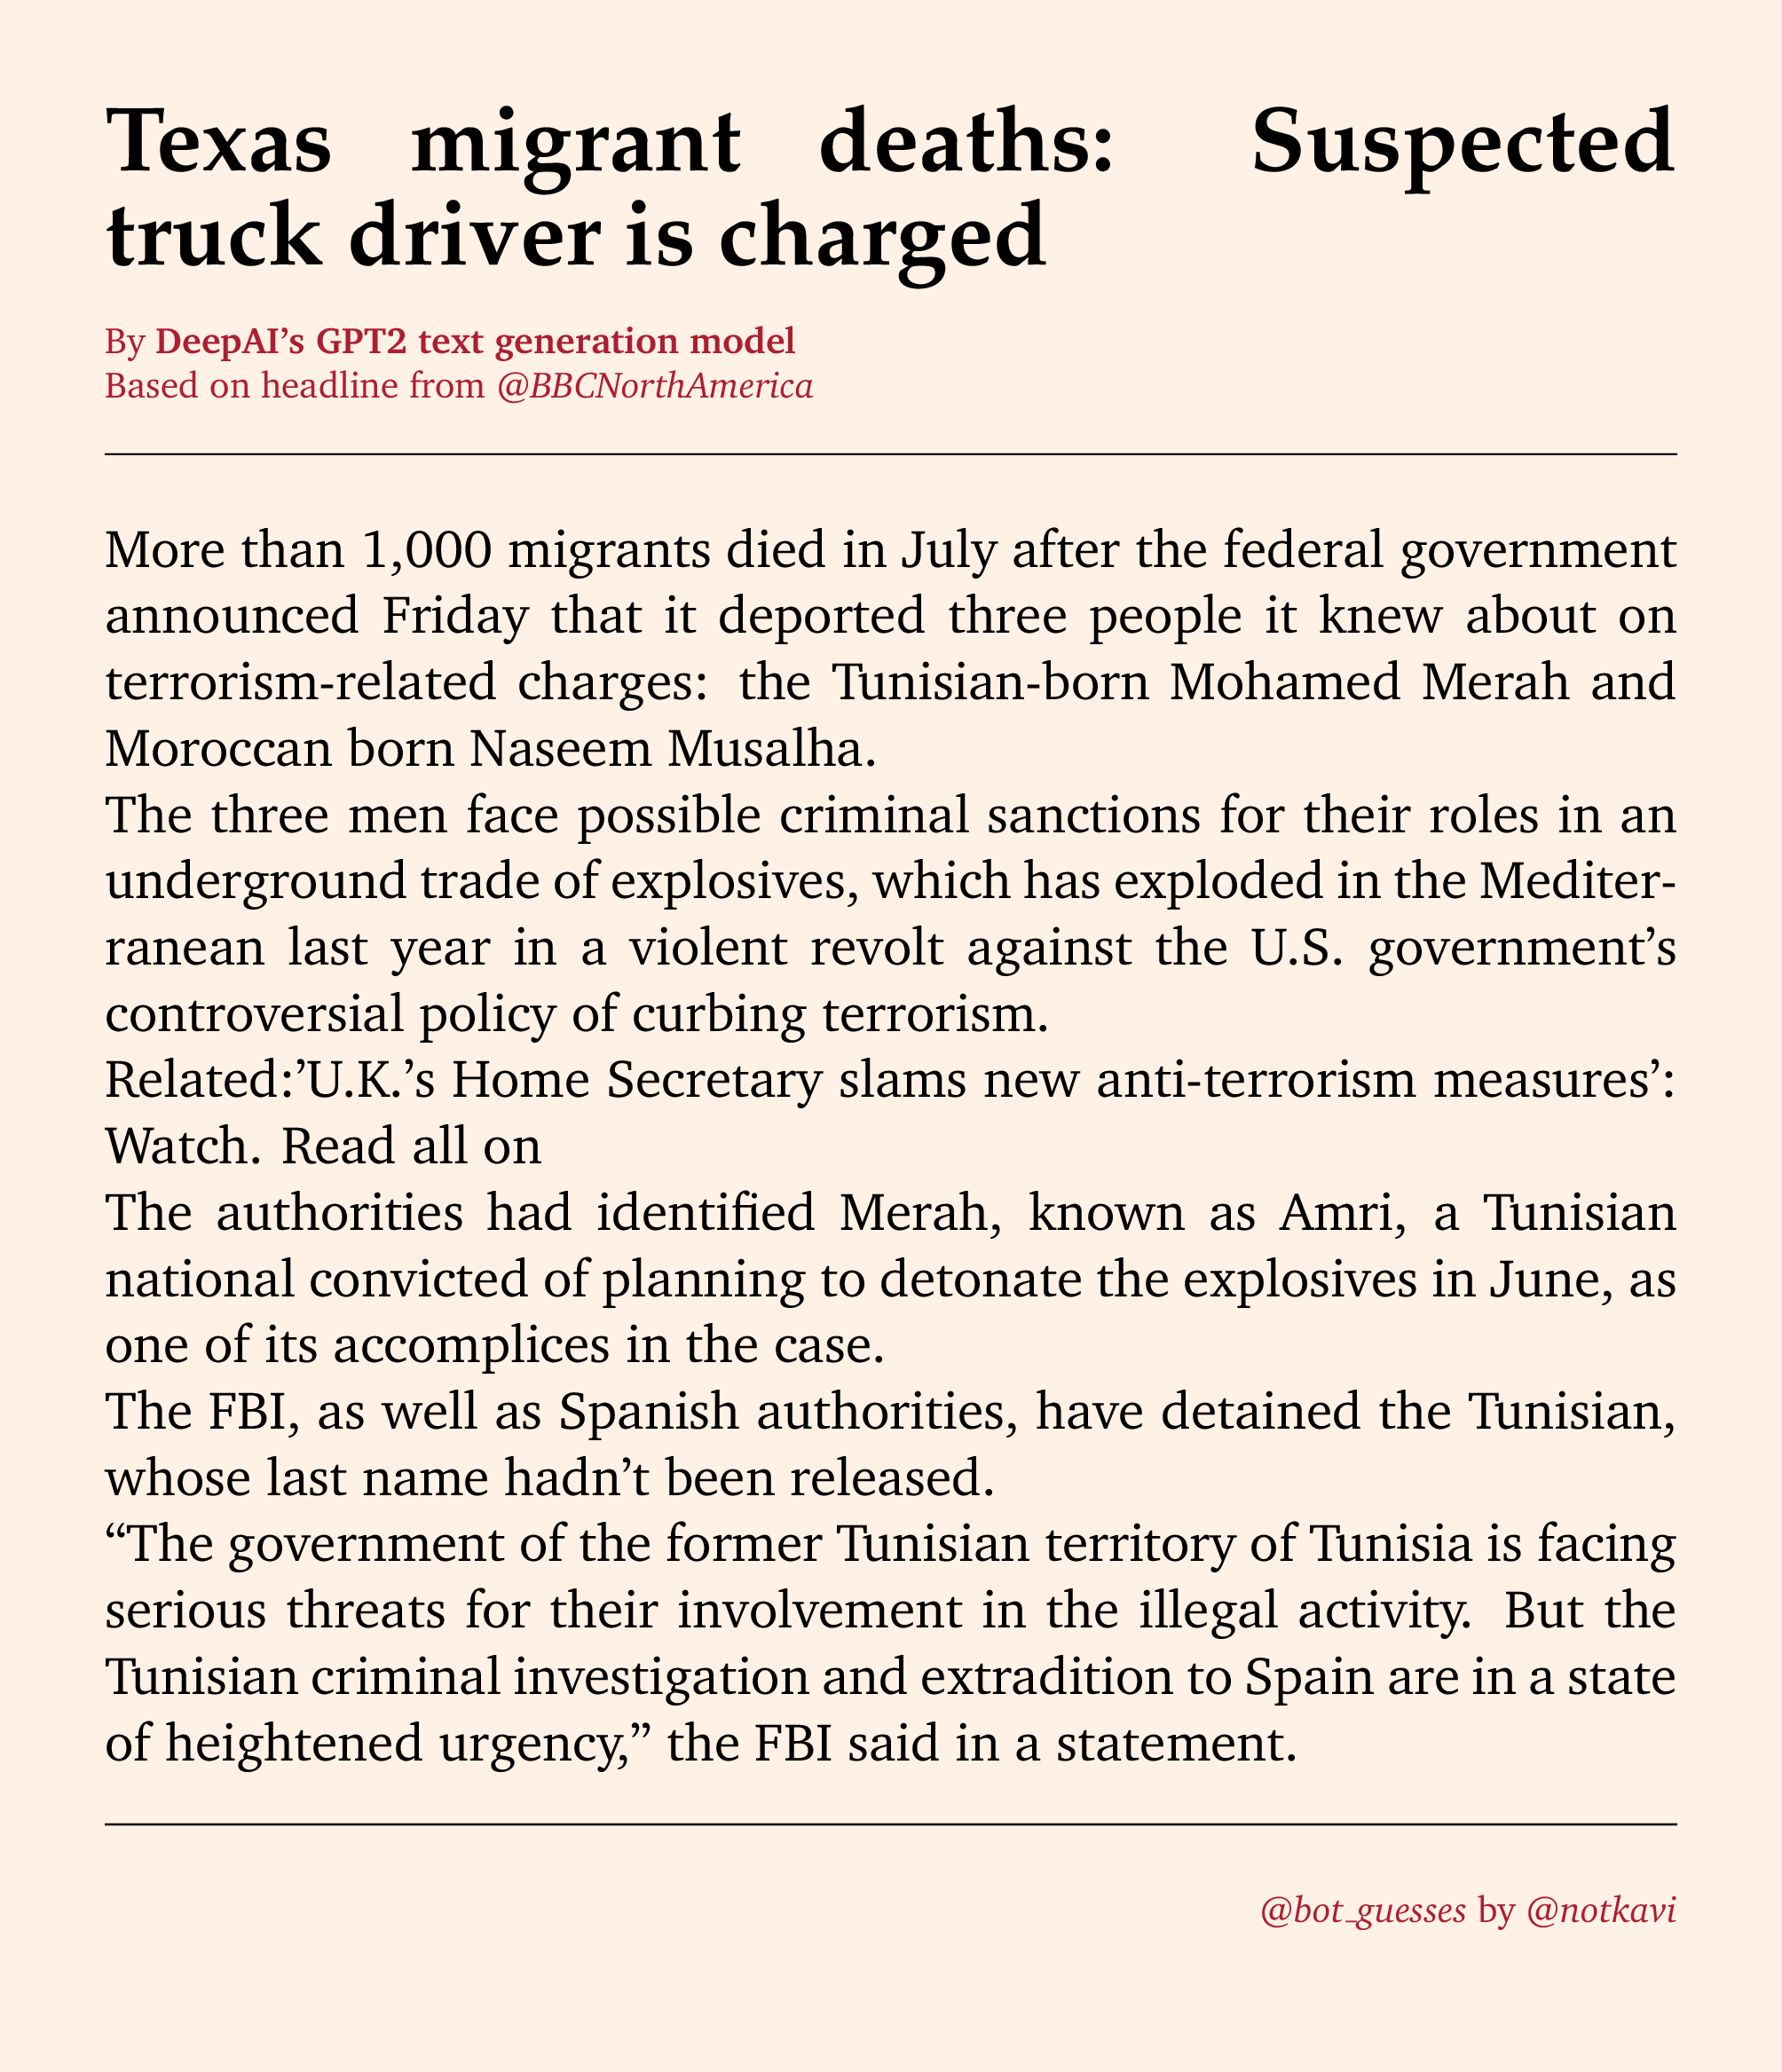 Texas migrant deaths: Suspected
truck driver is charged
By DeepAI’s GPT2 text generation model
Based on headline from @BBCNorthAmerica
More than 1,000 migrants died in July after the federal government
announced Friday that it deported three people it knew about on
terrorism-related charges: the Tunisian-born Mohamed Merah and
Moroccan born Naseem Musalha.
The three men face possible criminal sanctions for their roles in an
underground trade of explosives, which has exploded in the Mediter-
ranean last year in a violent revolt against the U.S. government’s
controversial policy of curbing terrorism.
Related:’U.K.’s Home Secretary slams new anti-terrorism measures’:
Watch. Read all on
The authorities had identified Merah, known as Amri, a Tunisian
national convicted of planning to detonate the explosives in June, as
one of its accomplices in the case.
The FBI, as well as Spanish authorities, have detained the Tunisian,
whose last name hadn’t been released.
“The government of the former Tunisian territory of Tunisia is facing
serious threats for their involvement in the illegal activity. But the
Tunisian criminal investigation and extradition to Spain are in a state
of heightened urgency,” the FBI said in a statement.
@bot_guesses by @notkavi